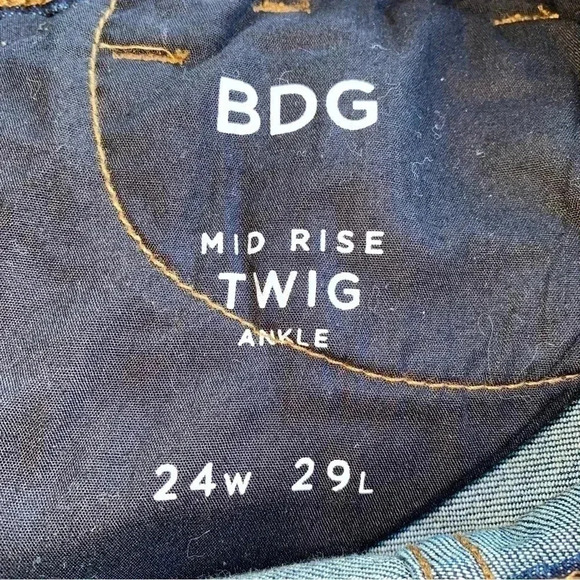 BDG
MID RISE
TWIG
ANKLE
24W 29L